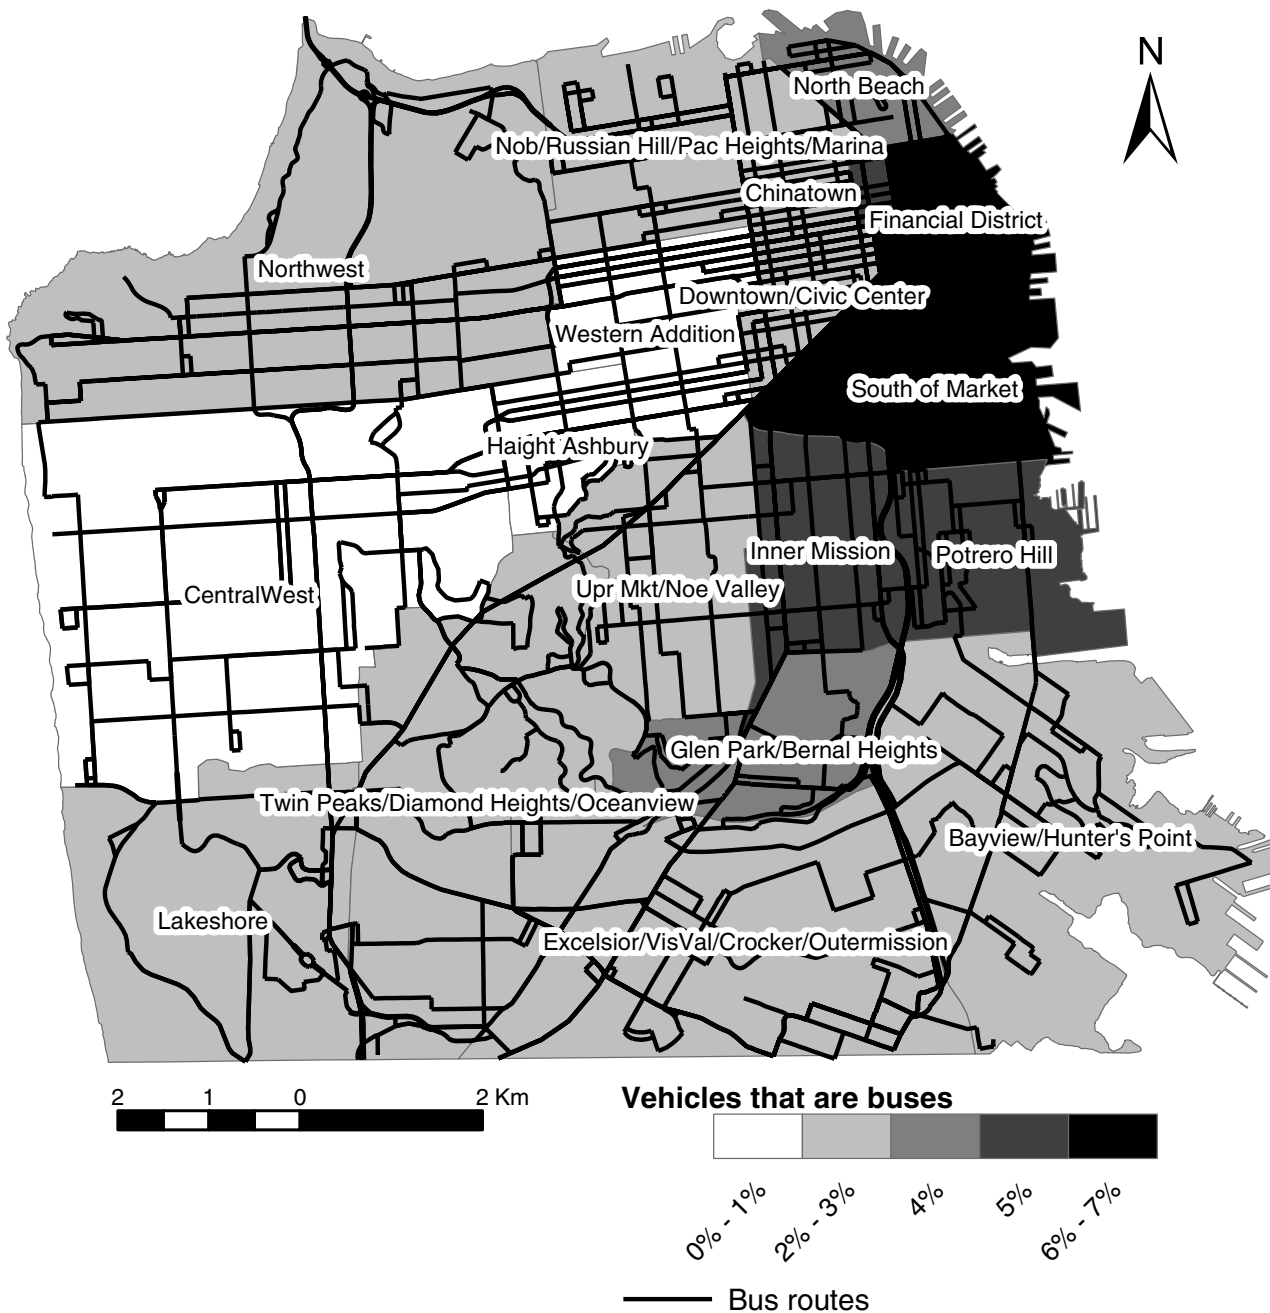 N
North Beach
Nob/Russian Hill/Pac Heights/Marina
Chinatown
Financial District
Northwest
Downtown/Civic Center
Western Addition
South of Market
Haight Ashbury
Inner Mission
Potrero Hill
Upr Mkt/Noe Valley
CentralWest
Glen Park/Bernal Heights
Twin Peaks/Diamond Heights/Oceanview
Bayview/Hunter's Point
Lakeshore
Excelsior/VisVal/Crocker/Outermission
2 1 0 2 Km
Vehicles that are buses
0% - 1%
2% - 3%
4%
5%
6% - 7%
Bus routes